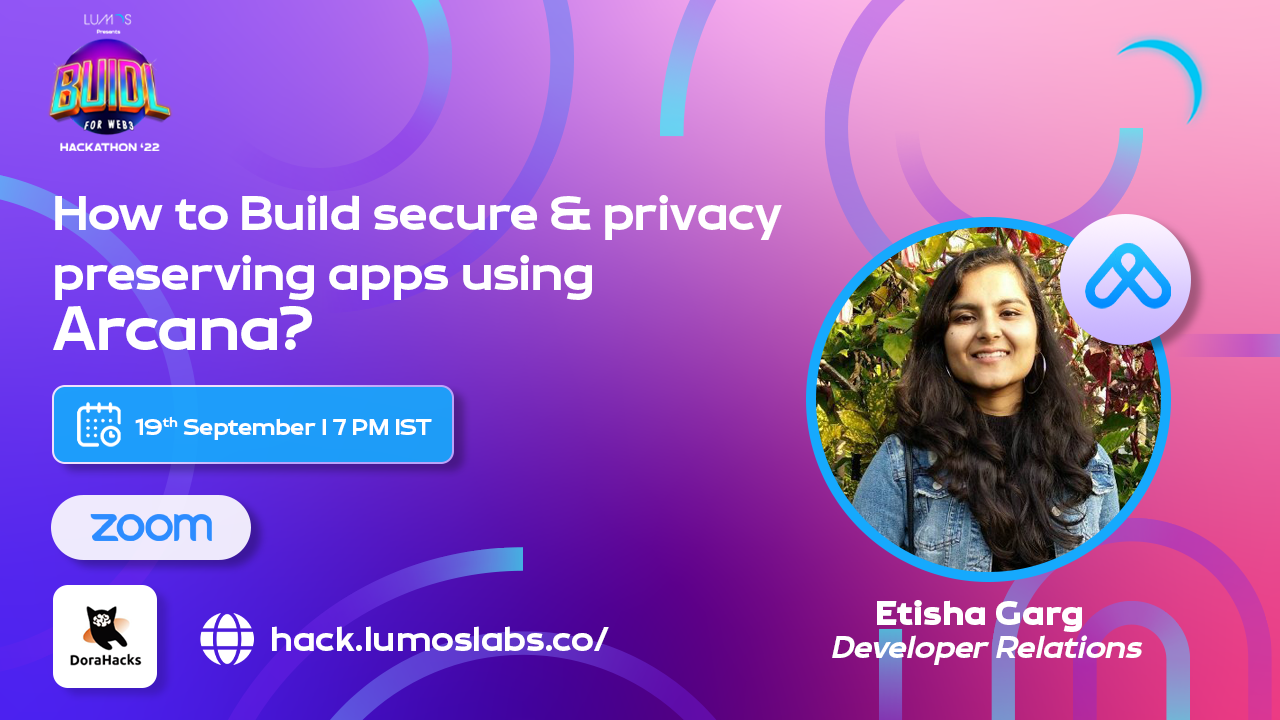 LUMOS
Presents
BUIDL
FOR WEB3
HACKATHON ‘22
How to Build secure & privacy
preserving apps using
Arcana?
19th September | 7 PM IST
zoom
DoraHacks
hack.lumoslabs.co/
Etisha Garg
Developer Relations